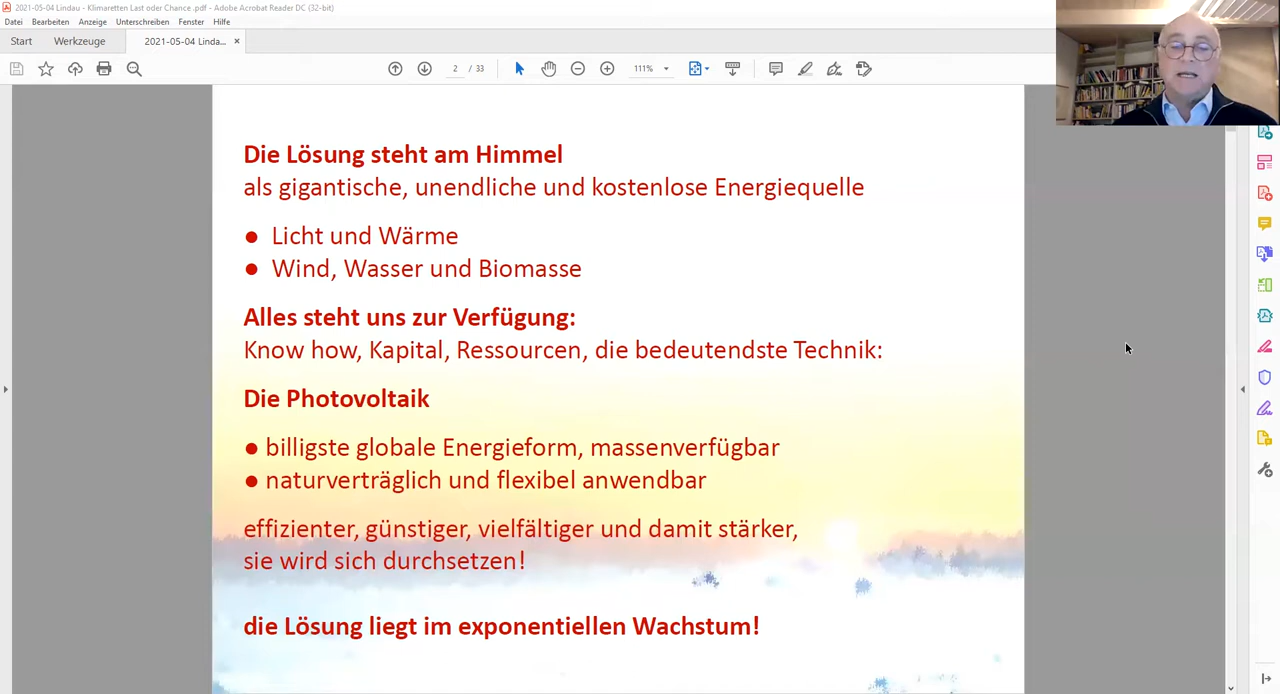 2021-05-04 Lindau - Klimaretten Last oder Chance .pdf - Adobe Acrobat Reader DC (32-bit)
Datei Bearbeiten Anzeige Unterschreiben Fenster Hilfe
Start Werkzeuge 2021-05-04 Linda... ×
2 / 33 111%
Die Lösung steht am Himmel
als gigantische, unendliche und kostenlose Energiequelle
● Licht und Wärme
● Wind, Wasser und Biomasse
Alles steht uns zur Verfügung:
Know how, Kapital, Ressourcen, die bedeutendste Technik:
Die Photovoltaik
● billigste globale Energieform, massenverfügbar
● naturverträglich und flexibel anwendbar
effizienter, günstiger, vielfältiger und damit stärker,
sie wird sich durchsetzen!
die Lösung liegt im exponentiellen Wachstum!